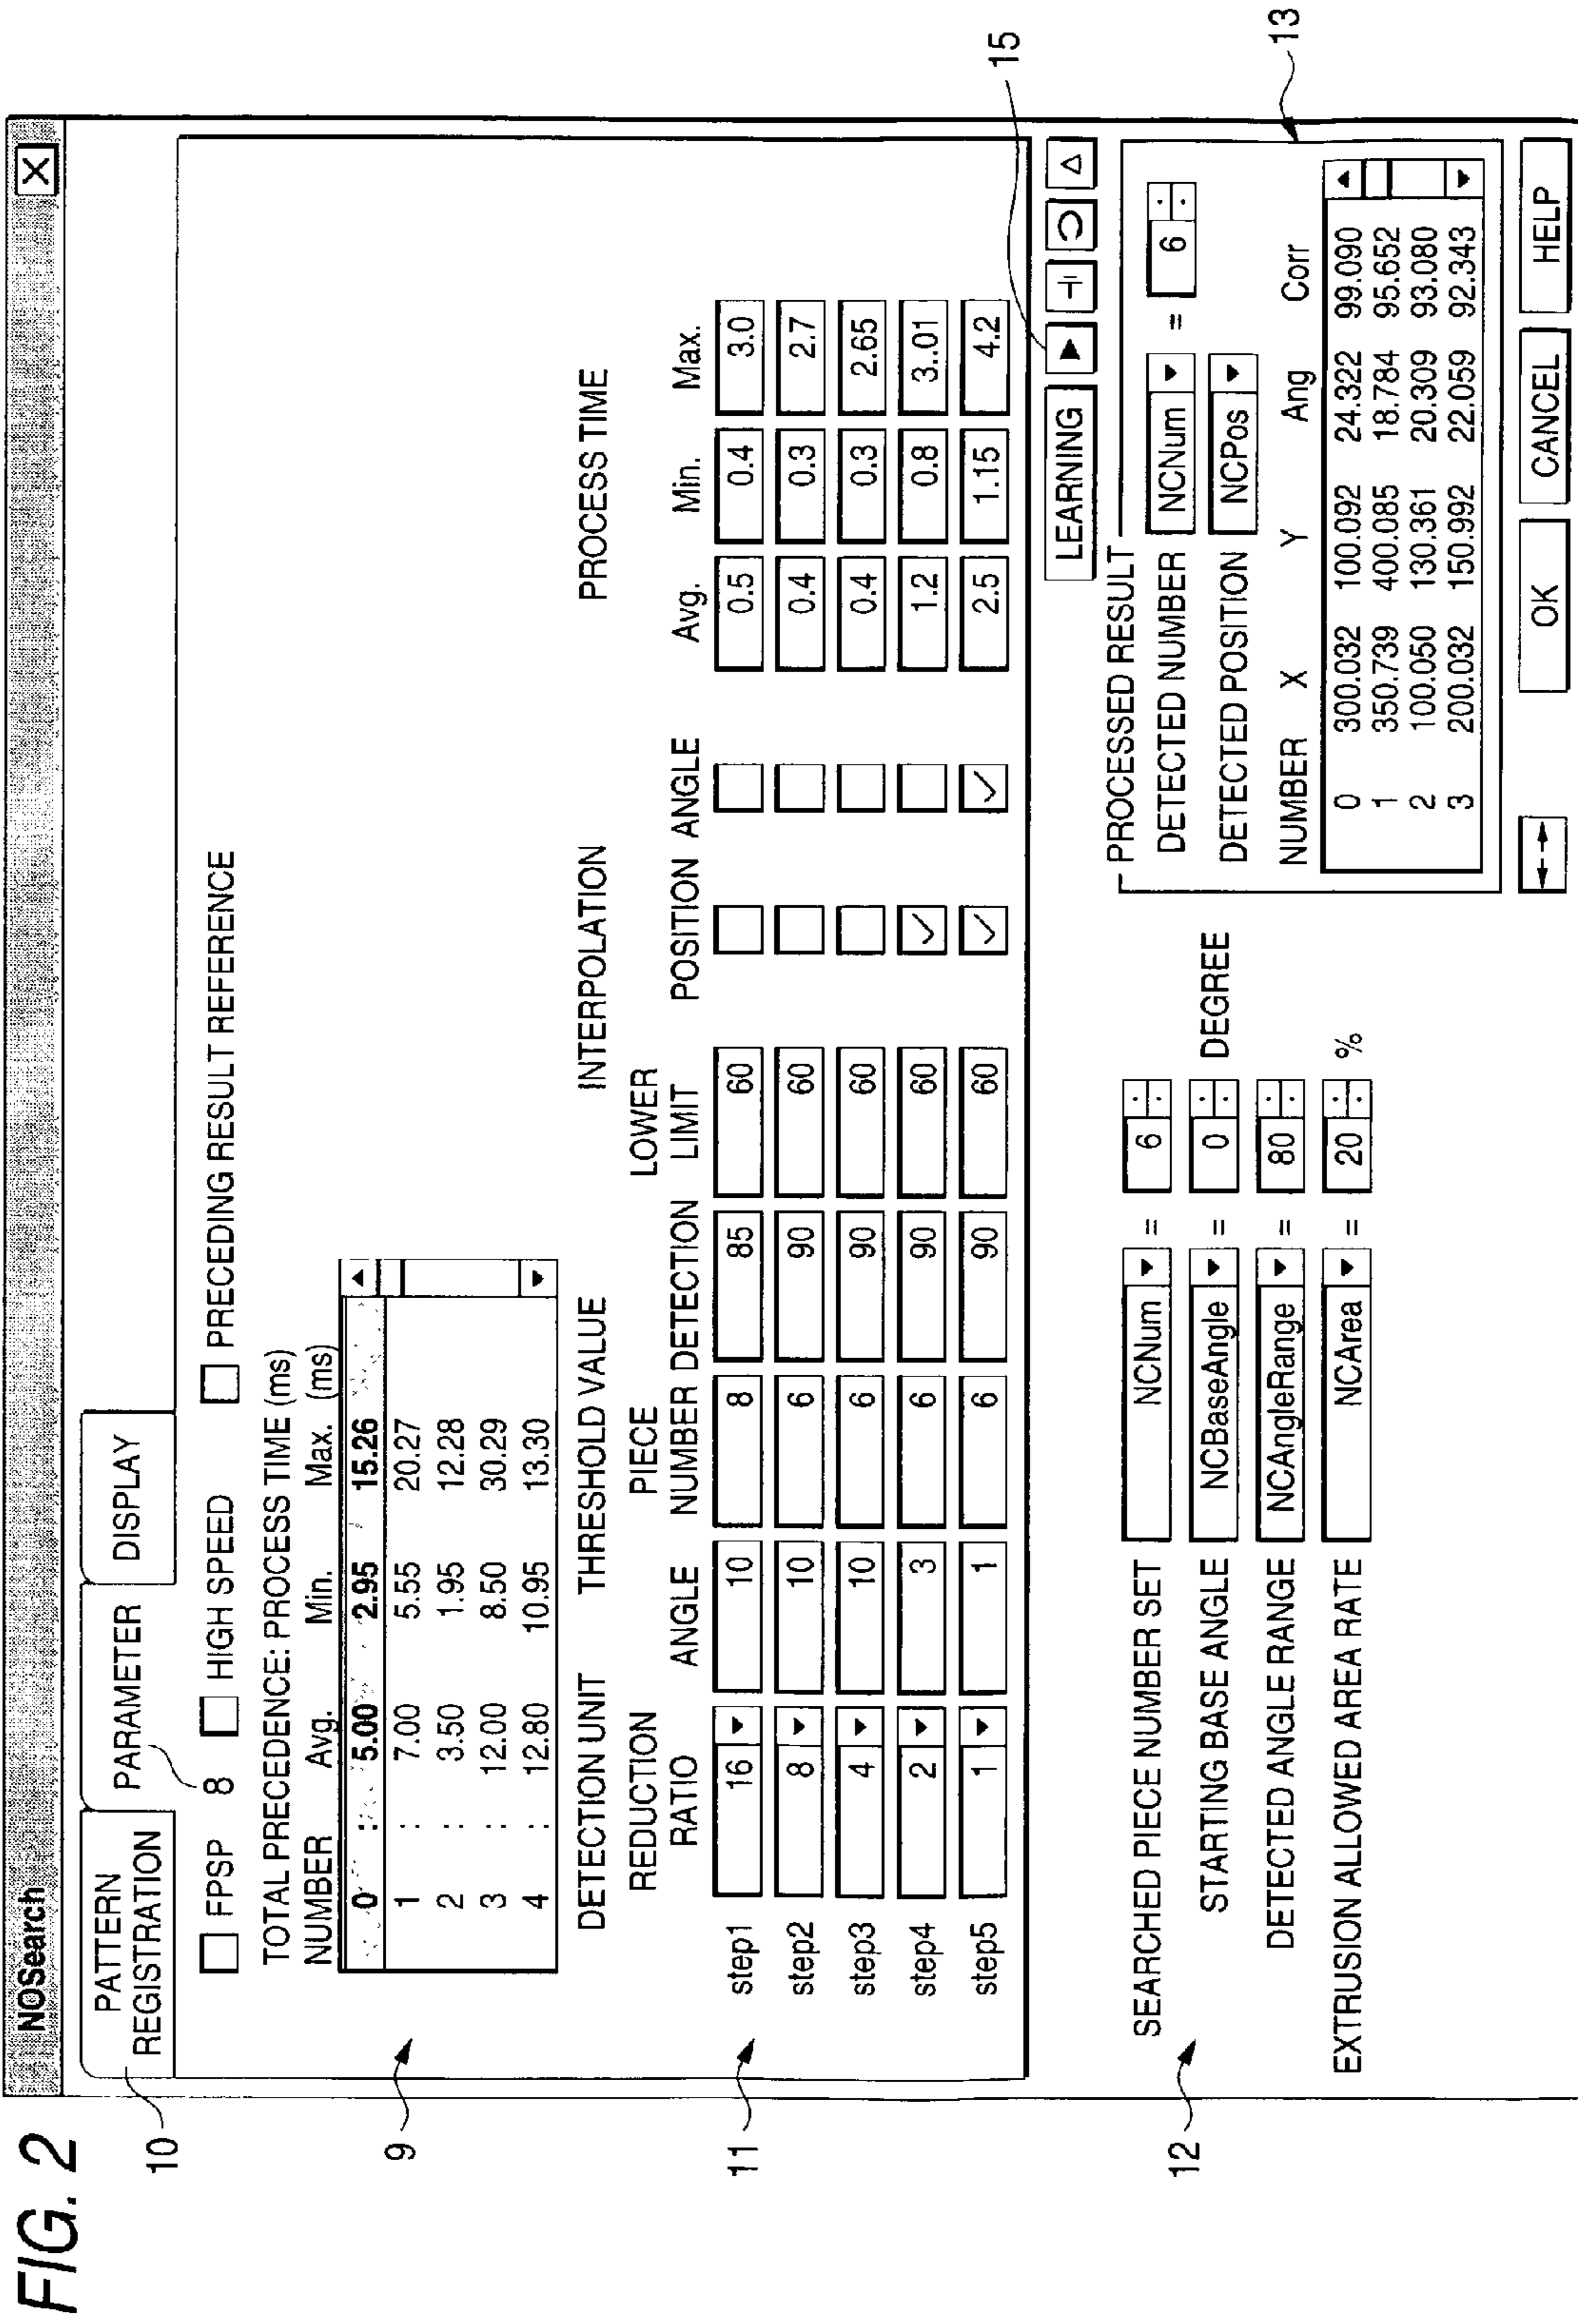 FIG. 2
NOSearch X
10
PATTERN REGISTRATION PARAMETER DISPLAY
8
FPSP HIGH SPEED PRECEDING RESULT REFERENCE
TOTAL PRECEDENCE: PROCESS TIME (ms)
NUMBER Avg. Min. Max. (ms)
9
0 : 5.00 2.95 15.26
1 : 7.00 5.55 20.27
2 : 3.50 1.95 12.28
3 : 12.00 8.50 30.29
4 : 12.80 10.95 13.30
DETECTION UNIT THRESHOLD VALUE INTERPOLATION PROCESS TIME
REDUCTION PIECE LOWER
RATIO ANGLE NUMBER DETECTION LIMIT POSITION ANGLE Avg. Min. Max.
11
step1 16 10 8 85 60 0.5 0.4 3.0
step2 8 10 6 90 60 0.4 0.3 2.7
step3 4 10 6 90 60 0.4 0.3 2.65
step4 2 3 6 90 60 1.2 0.8 3..01
step5 1 1 6 90 60 2.5 1.15 4.2
LEARNING
15
12
SEARCHED PIECE NUMBER SET NCNum = 6
STARTING BASE ANGLE NCBaseAngle = 0 DEGREE
DETECTED ANGLE RANGE NCAngleRange = 80
EXTRUSION ALLOWED AREA RATE NCArea = 20 %
PROCESSED RESULT
13
DETECTED NUMBER NCNum = 6
DETECTED POSITION NCPos
NUMBER X Y Ang Corr
0 300.032 100.092 24.322 99.090
1 350.739 400.085 18.784 95.652
2 100.050 130.361 20.309 93.080
3 200.032 150.992 22.059 92.343
OK CANCEL HELP